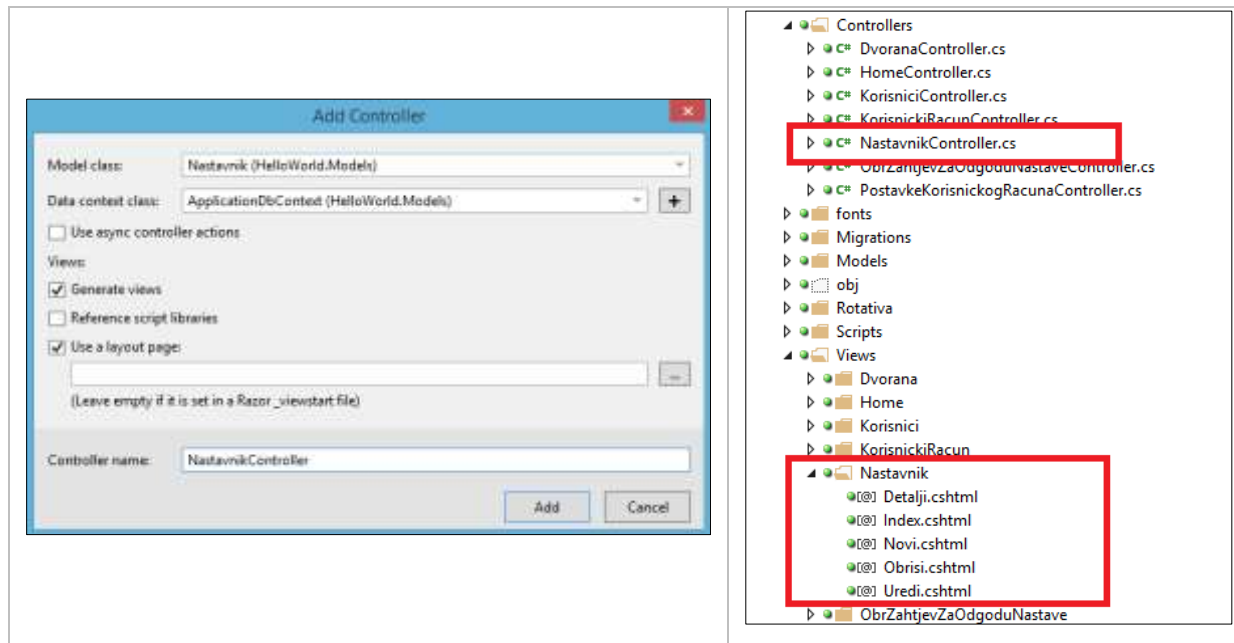 Add Controller
Model class: Nastavnik (HelloWorld.Models)
Data context class: ApplicationDbContext (HelloWorld.Models) +
Use async controller actions
Views:
Generate views
Reference script libraries
Use a layout page:
...
(Leave empty if it is set in a Razor _viewstart file)
Controller name: NastavnikController
Add Cancel
Controllers
C# DvoranaController.cs
C# HomeController.cs
C# KorisniciController.cs
C# KorisnickiRacunController.cs
C# NastavnikController.cs
C# ObrZahtjevZaOdgoduNastaveController.cs
C# PostavkeKorisnickogRacunaController.cs
fonts
Migrations
Models
obj
Rotativa
Scripts
Views
Dvorana
Home
Korisnici
KorisnickiRacun
Nastavnik
[@] Detalji.cshtml
[@] Index.cshtml
[@] Novi.cshtml
[@] Obrisi.cshtml
[@] Uredi.cshtml
ObrZahtjevZaOdgoduNastave